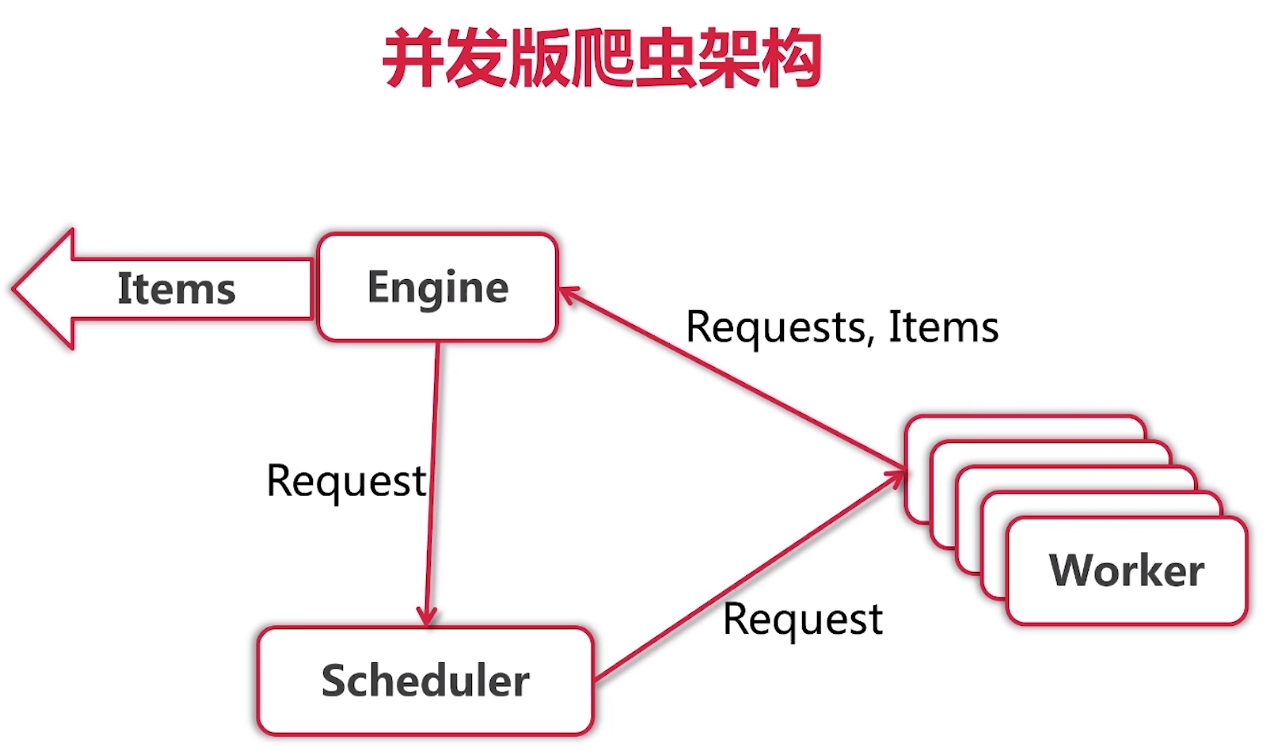 并发版爬虫架构
Items
Engine
Requests, Items
Request
Worker
Request
Scheduler